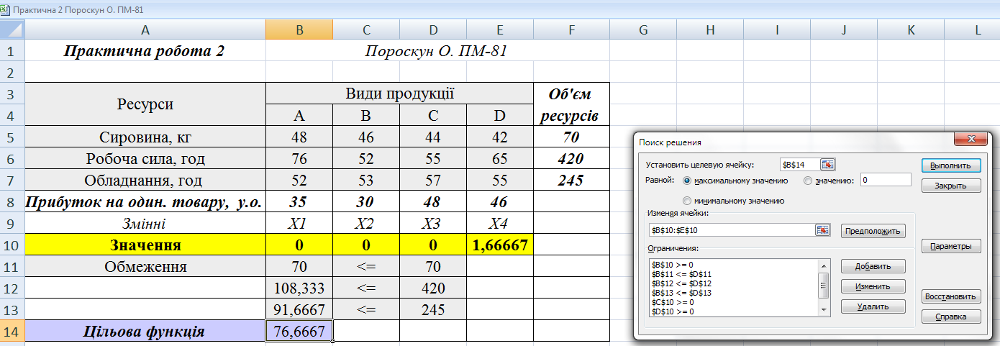 Практична 2 Пороскун О. ПМ-81
A B C D E F G H I J K L
1 Практична робота 2 Пороскун О. ПМ-81
2
3 Ресурси Види продукції Об'єм
4 A B C D ресурсів
5 Сировина, кг 48 46 44 42 70
6 Робоча сила, год 76 52 55 65 420
7 Обладнання, год 52 53 57 55 245
8 Прибуток на один. товару, у.о. 35 30 48 46
9 Змінні X1 X2 X3 X4
10 Значення 0 0 0 1,66667
11 Обмеження 70 <= 70
12 108,333 <= 420
13 91,6667 <= 245
14 Цільова функція 76,6667
Поиск решения
Установить целевую ячейку: $B$14 Выполнить
Равной: максимальному значению значению: 0 Закрыть
минимальному значению
Изменяя ячейки:
$B$10:$E$10 Предположить
Ограничения: Параметры
$B$10 >= 0 Добавить
$B$11 <= $D$11
$B$12 <= $D$12 Изменить
$B$13 <= $D$13 Восстановить
$C$10 >= 0 Удалить
$D$10 >= 0 Справка